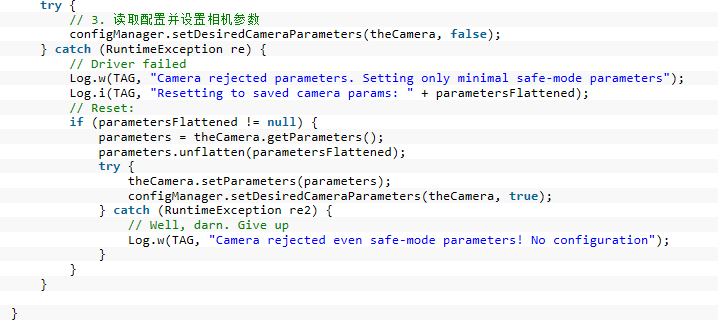 try {
// 3. 读取配置并设置相机参数
configManager.setDesiredCameraParameters(theCamera, false);
} catch (RuntimeException re) {
// Driver failed
Log.w(TAG, "Camera rejected parameters. Setting only minimal safe-mode parameters");
Log.i(TAG, "Resetting to saved camera params: " + parametersFlattened);
// Reset:
if (parametersFlattened != null) {
parameters = theCamera.getParameters();
parameters.unflatten(parametersFlattened);
try {
theCamera.setParameters(parameters);
configManager.setDesiredCameraParameters(theCamera, true);
} catch (RuntimeException re2) {
// Well, darn. Give up
Log.w(TAG, "Camera rejected even safe-mode parameters! No configuration");
}
}
}
}